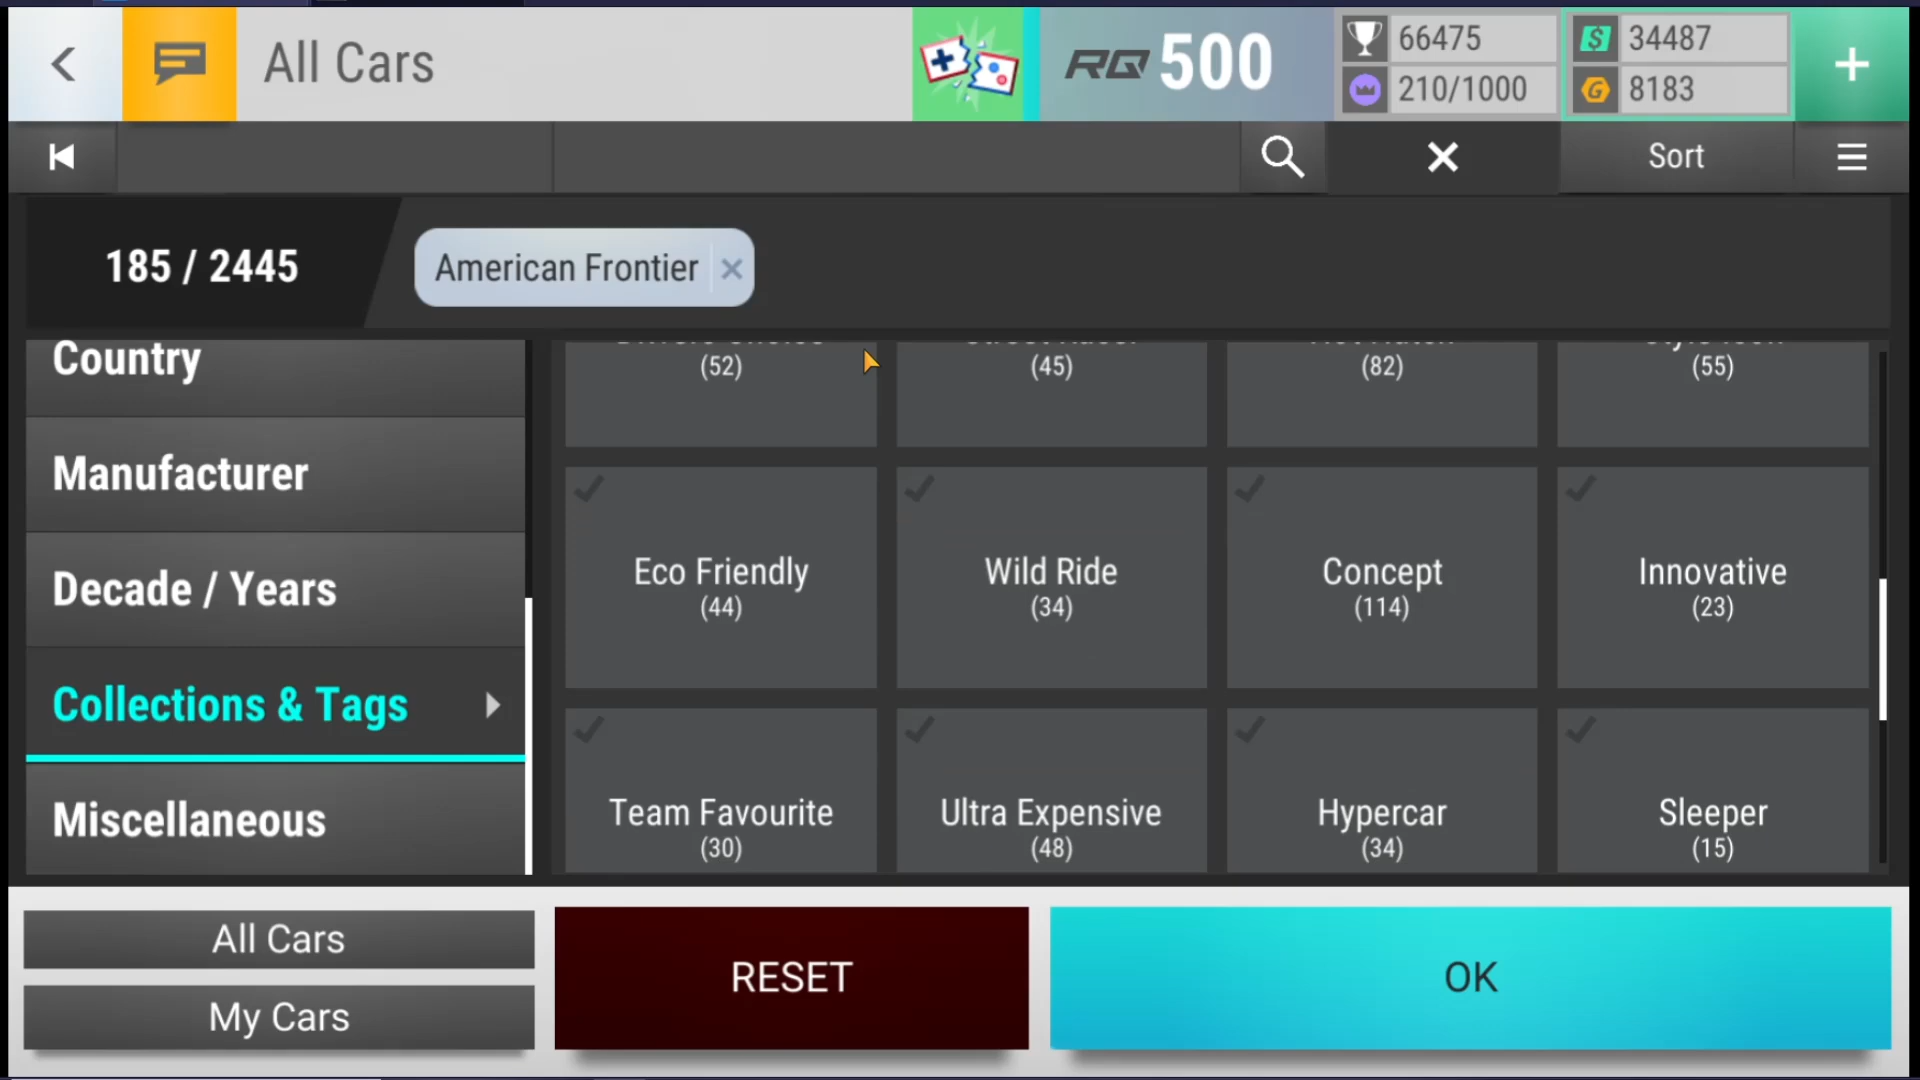 All Cars
RQ 500
66475
210/1000
34487
8183
Sort
185 / 2445
American Frontier
Country
Manufacturer
Decade / Years
Collections & Tags
Miscellaneous
(52)
(45)
(82)
(55)
Eco Friendly
(44)
Wild Ride
(34)
Concept
(114)
Innovative
(23)
Team Favourite
(30)
Ultra Expensive
(48)
Hypercar
(34)
Sleeper
(15)
All Cars
My Cars
RESET
OK